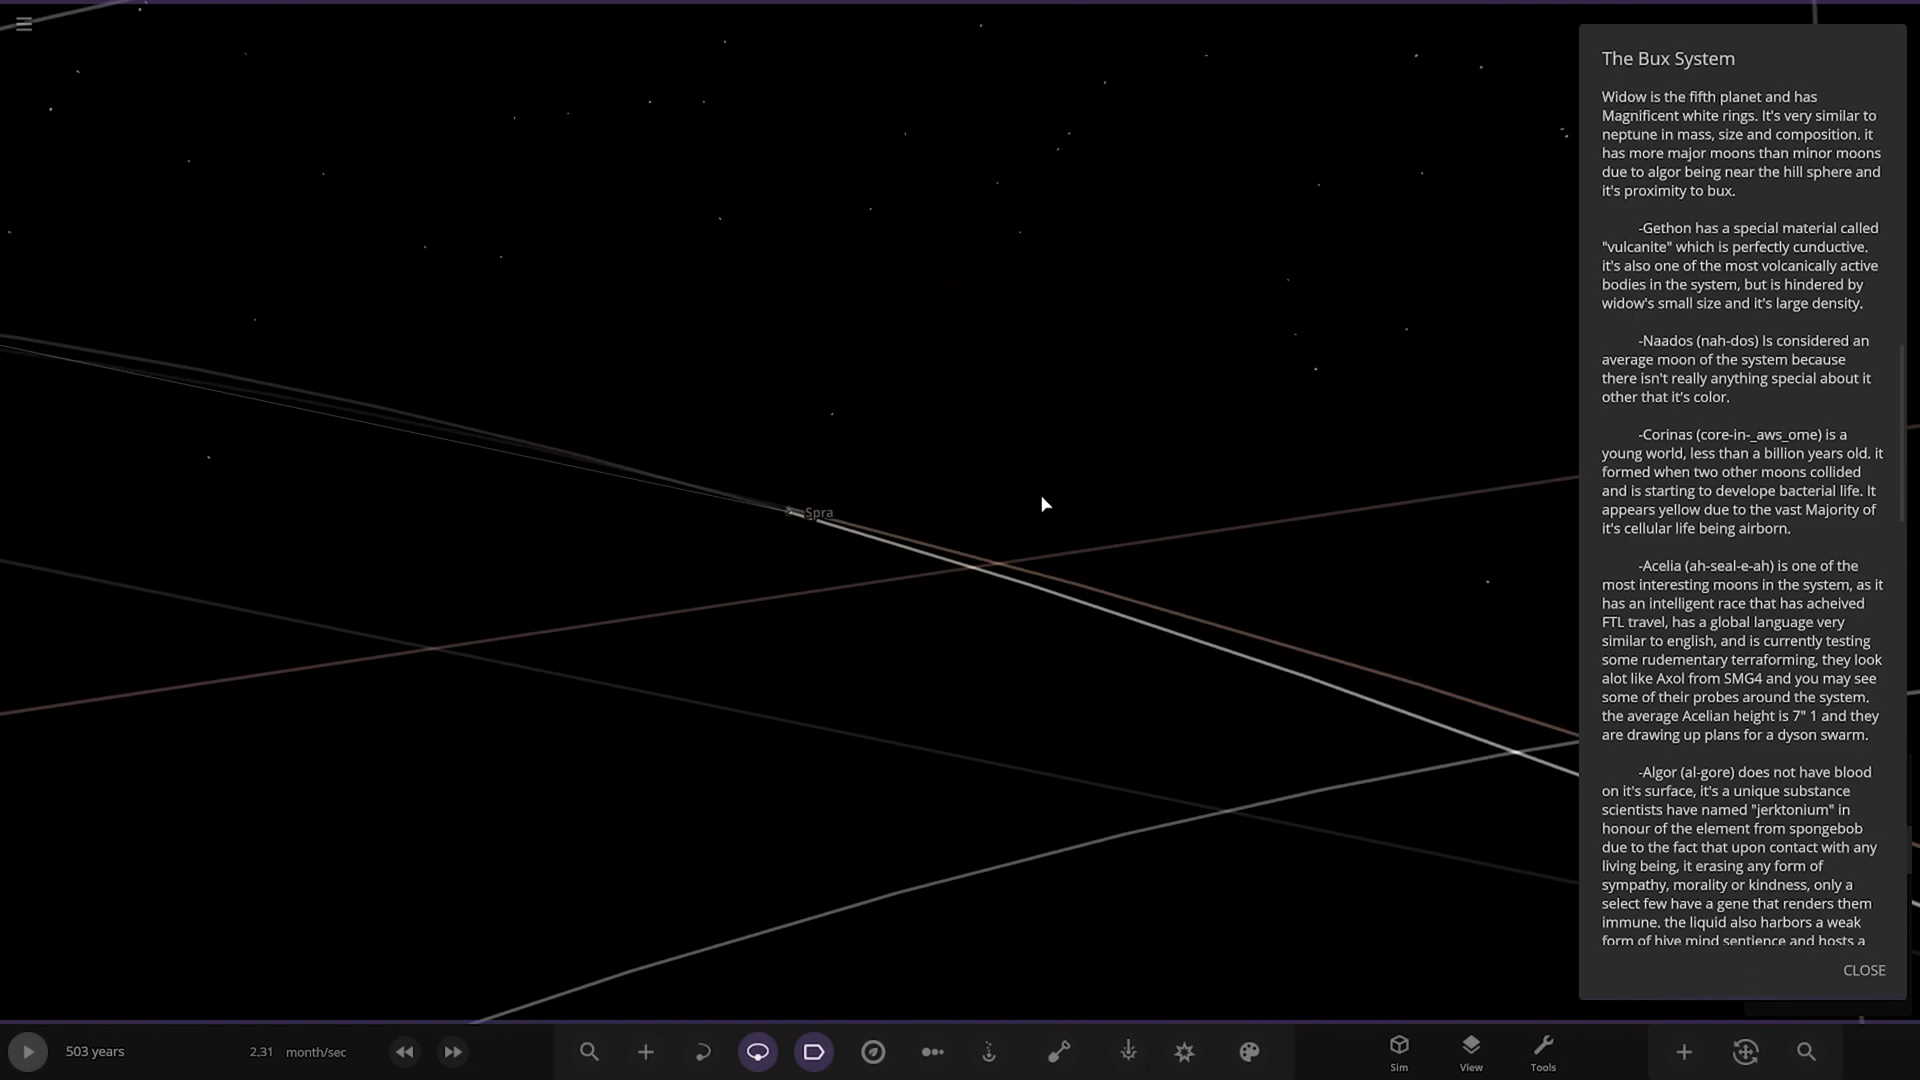 The Bux System
Widow is the fifth planet and has
Magnificent white rings. It's very similar to
neptune in mass, size and composition. it
has more major moons than minor moons
due to algor being near the hill sphere and
it's proximity to bux.
-Gethon has a special material called
"vulcanite" which is perfectly cunductive.
it's also one of the most volcanically active
bodies in the system, but is hindered by
widow's small size and it's large density.
-Naados (nah-dos) Is considered an
average moon of the system because
there isn't really anything special about it
other that it's color.
-Corinas (core-in-_aws_ome) is a
young world, less than a billion years old. it
formed when two other moons collided
and is starting to develope bacterial life. It
appears yellow due to the vast Majority of
it's cellular life being airborn.
-Acelia (ah-seal-e-ah) is one of the
most interesting moons in the system, as it
has an intelligent race that has acheived
FTL travel, has a global language very
similar to english, and is currently testing
some rudementary terraforming, they look
alot like Axol from SMG4 and you may see
some of their probes around the system.
the average Acelian height is 7" 1 and they
are drawing up plans for a dyson swarm.
-Algor (al-gore) does not have blood
on it's surface, it's a unique substance
scientists have named "jerktonium" in
honour of the element from spongebob
due to the fact that upon contact with any
living being, it erasing any form of
sympathy, morality or kindness, only a
select few have a gene that renders them
immune. the liquid also harbors a weak
form of hive mind sentience and hosts a
CLOSE
Spra
503 years
2.31 month/sec
Sim
View
Tools